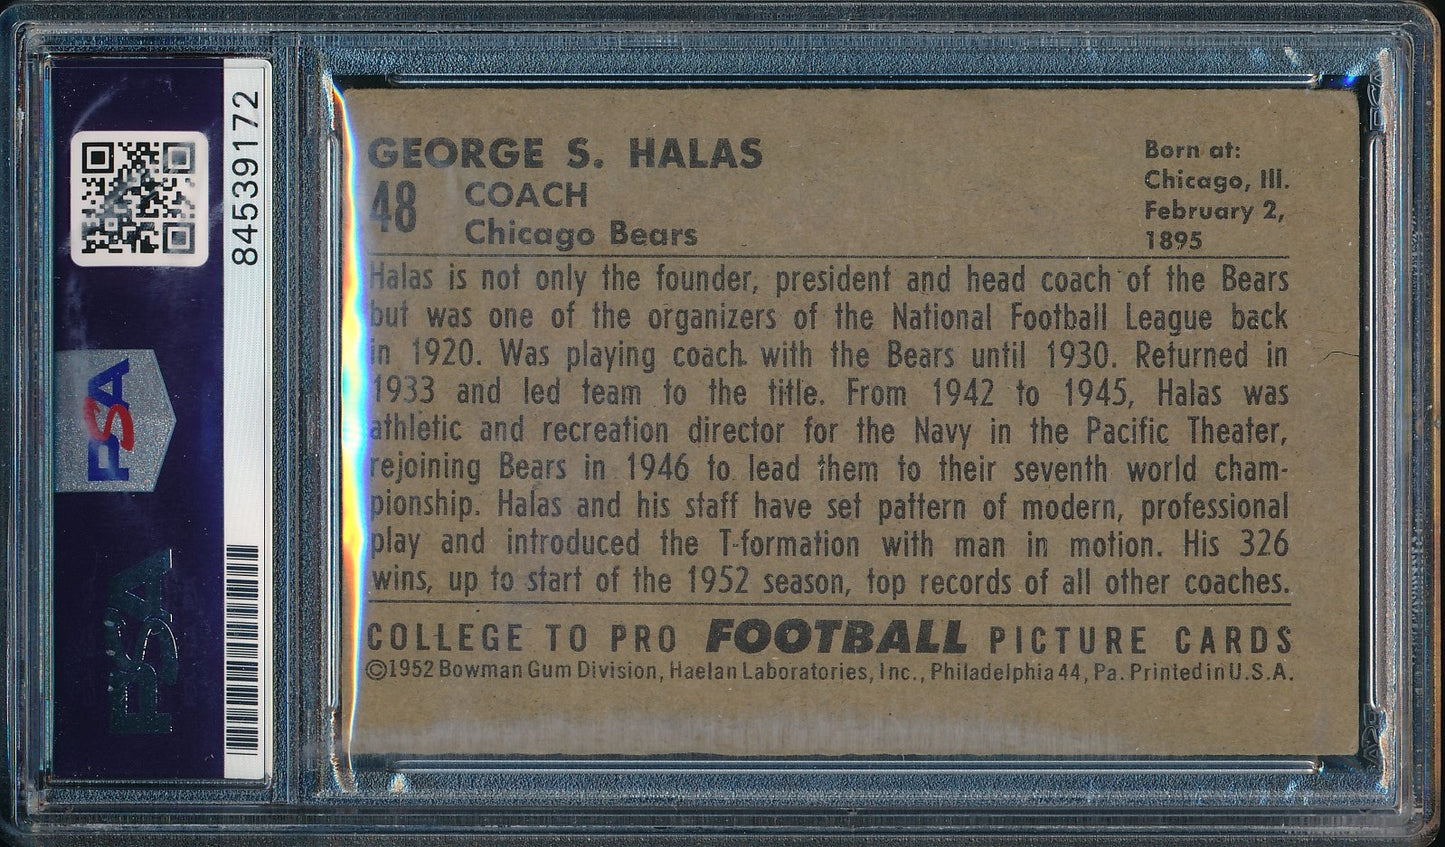 84539172
PSA
PSA
GEORGE S. HALAS
48 COACH
Chicago Bears
Born at:
Chicago, Ill.
February 2,
1895
Halas is not only the founder, president and head coach of the Bears
but was one of the organizers of the National Football League back
in 1920. Was playing coach with the Bears until 1930. Returned in
1933 and led team to the title. From 1942 to 1945, Halas was
athletic and recreation director for the Navy in the Pacific Theater,
rejoining Bears in 1946 to lead them to their seventh world cham-
pionship. Halas and his staff have set pattern of modern, professional
play and introduced the T-formation with man in motion. His 326
wins, up to start of the 1952 season, top records of all other coaches.
COLLEGE TO PRO FOOTBALL PICTURE CARDS
©1952 Bowman Gum Division, Haelan Laboratories, Inc., Philadelphia 44, Pa. Printed in U.S.A.